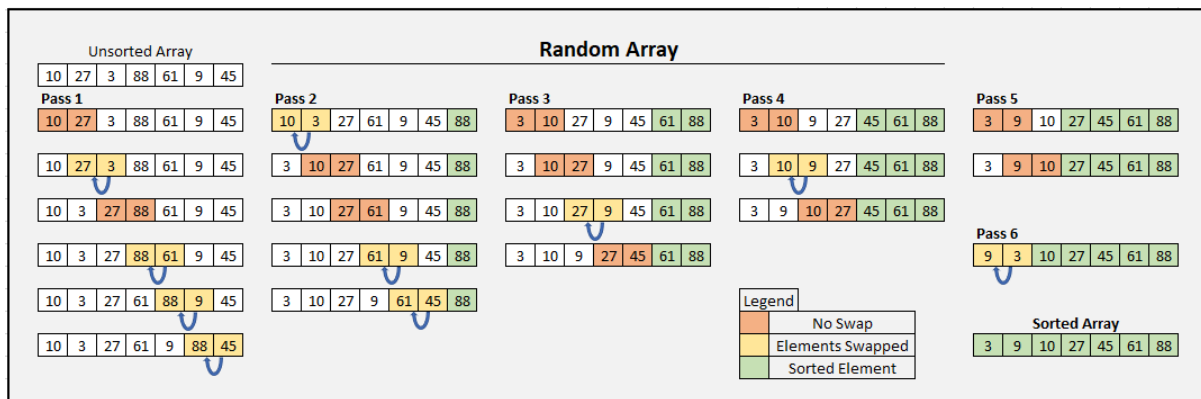 Random Array
Unsorted Array
10 27 3 88 61 9 45
Pass 1
10 27 3 88 61 9 45
10 27 3 88 61 9 45
10 3 27 88 61 9 45
10 3 27 88 61 9 45
10 3 27 61 88 9 45
10 3 27 61 9 88 45
Pass 2
10 3 27 61 9 45 88
3 10 27 61 9 45 88
3 10 27 61 9 45 88
3 10 27 61 9 45 88
3 10 27 9 61 45 88
Pass 3
3 10 27 9 45 61 88
3 10 27 9 45 61 88
3 10 27 9 45 61 88
3 10 9 27 45 61 88
Pass 4
3 10 9 27 45 61 88
3 10 9 27 45 61 88
3 9 10 27 45 61 88
Pass 5
3 9 10 27 45 61 88
3 9 10 27 45 61 88
Pass 6
9 3 10 27 45 61 88
Legend
No Swap
Elements Swapped
Sorted Element
Sorted Array
3 9 10 27 45 61 88